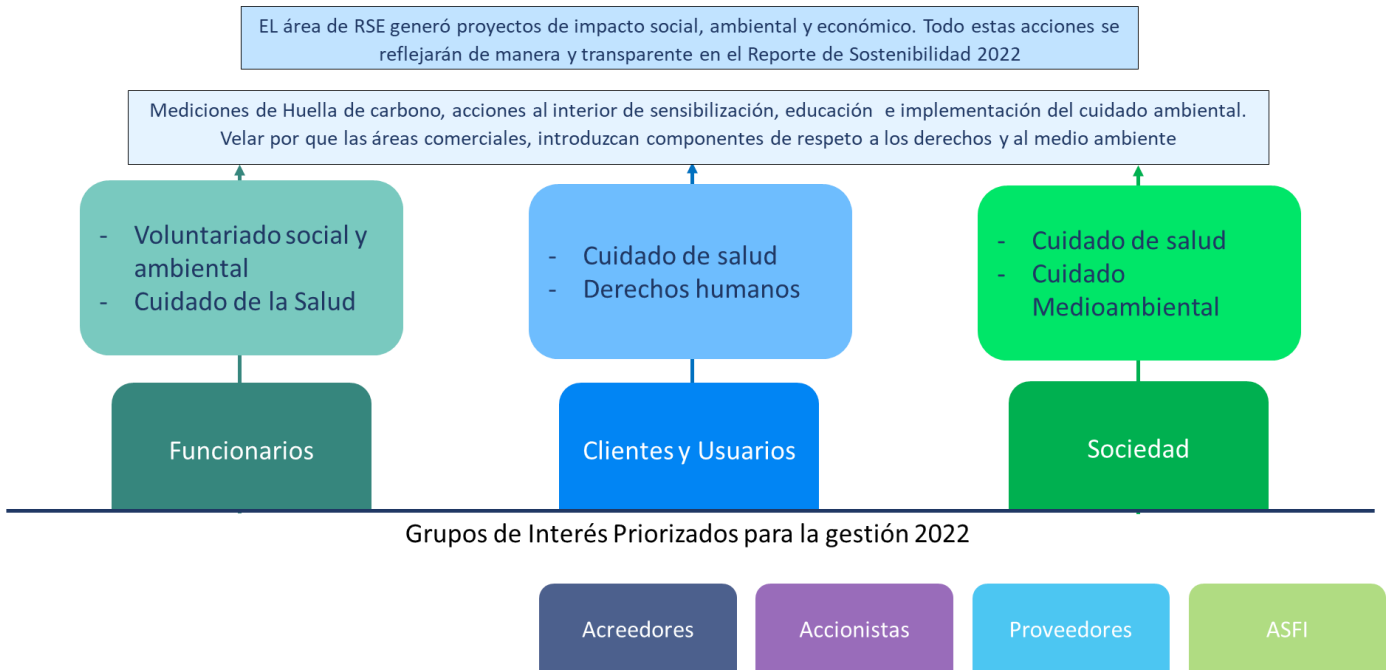 EL área de RSE generó proyectos de impacto social, ambiental y económico. Todo estas acciones se
reflejarán de manera y transparente en el Reporte de Sostenibilidad 2022
Mediciones de Huella de carbono, acciones al interior de sensibilización, educación e implementación del cuidado ambiental.
Velar por que las áreas comerciales, introduzcan componentes de respeto a los derechos y al medio ambiente
- Voluntariado social y
ambiental
- Cuidado de la Salud
- Cuidado de salud
- Derechos humanos
- Cuidado de salud
- Cuidado
Medioambiental
Funcionarios
Clientes y Usuarios
Sociedad
Grupos de Interés Priorizados para la gestión 2022
Acreedores
Accionistas
Proveedores
ASFI